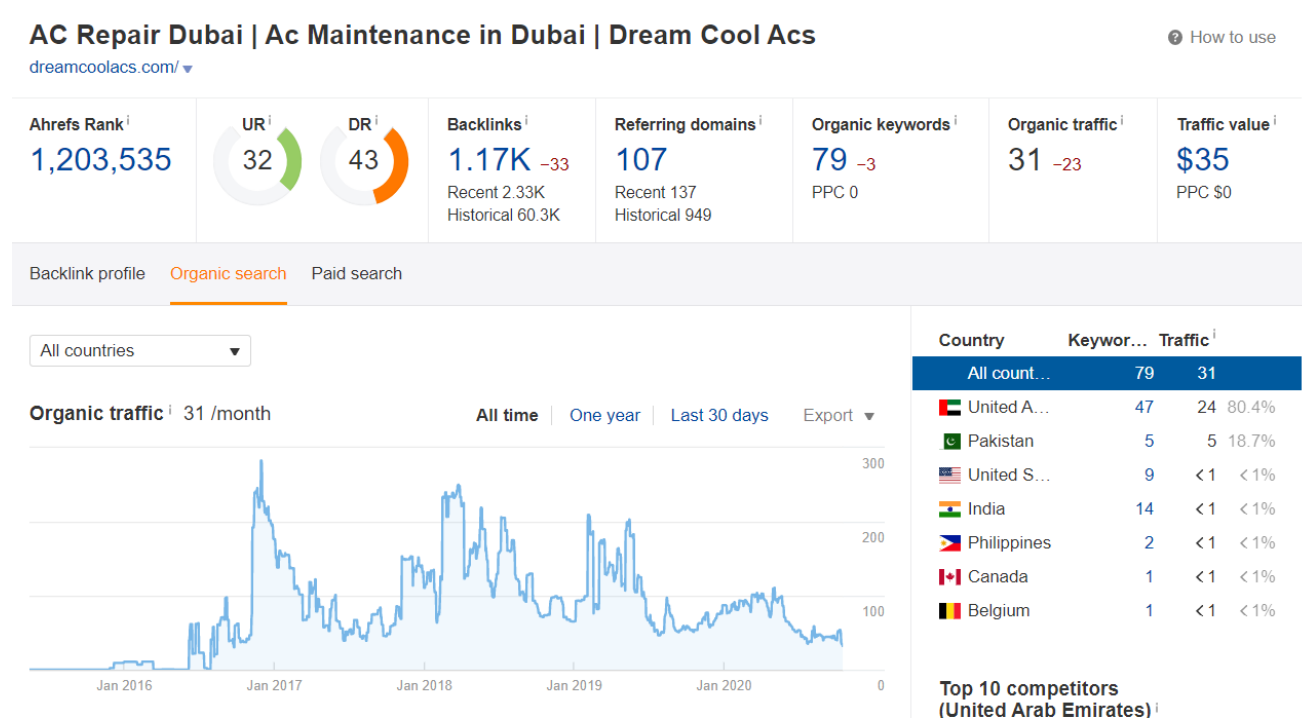 AC Repair Dubai | Ac Maintenance in Dubai | Dream Cool Acs
How to use
dreamcoolacs.com/
Ahrefs Rank i
1,203,535
UR i
32
DR i
43
Backlinks i
1.17K −33
Recent 2.33K
Historical 60.3K
Referring domains i
107
Recent 137
Historical 949
Organic keywords i
79 −3
PPC 0
Organic traffic i
31 −23
Traffic value i
$35
PPC $0
Backlink profile Organic search Paid search
All countries
Organic traffic i 31 /month
All time One year Last 30 days Export
300
200
100
Jan 2016 Jan 2017 Jan 2018 Jan 2019 Jan 2020 0
Country Keywor... Traffic i
All count... 79 31
United A... 47 24 80.4%
Pakistan 5 5 18.7%
United S... 9 <1 <1%
India 14 <1 <1%
Philippines 2 <1 <1%
Canada 1 <1 <1%
Belgium 1 <1 <1%
Top 10 competitors
(United Arab Emirates) i